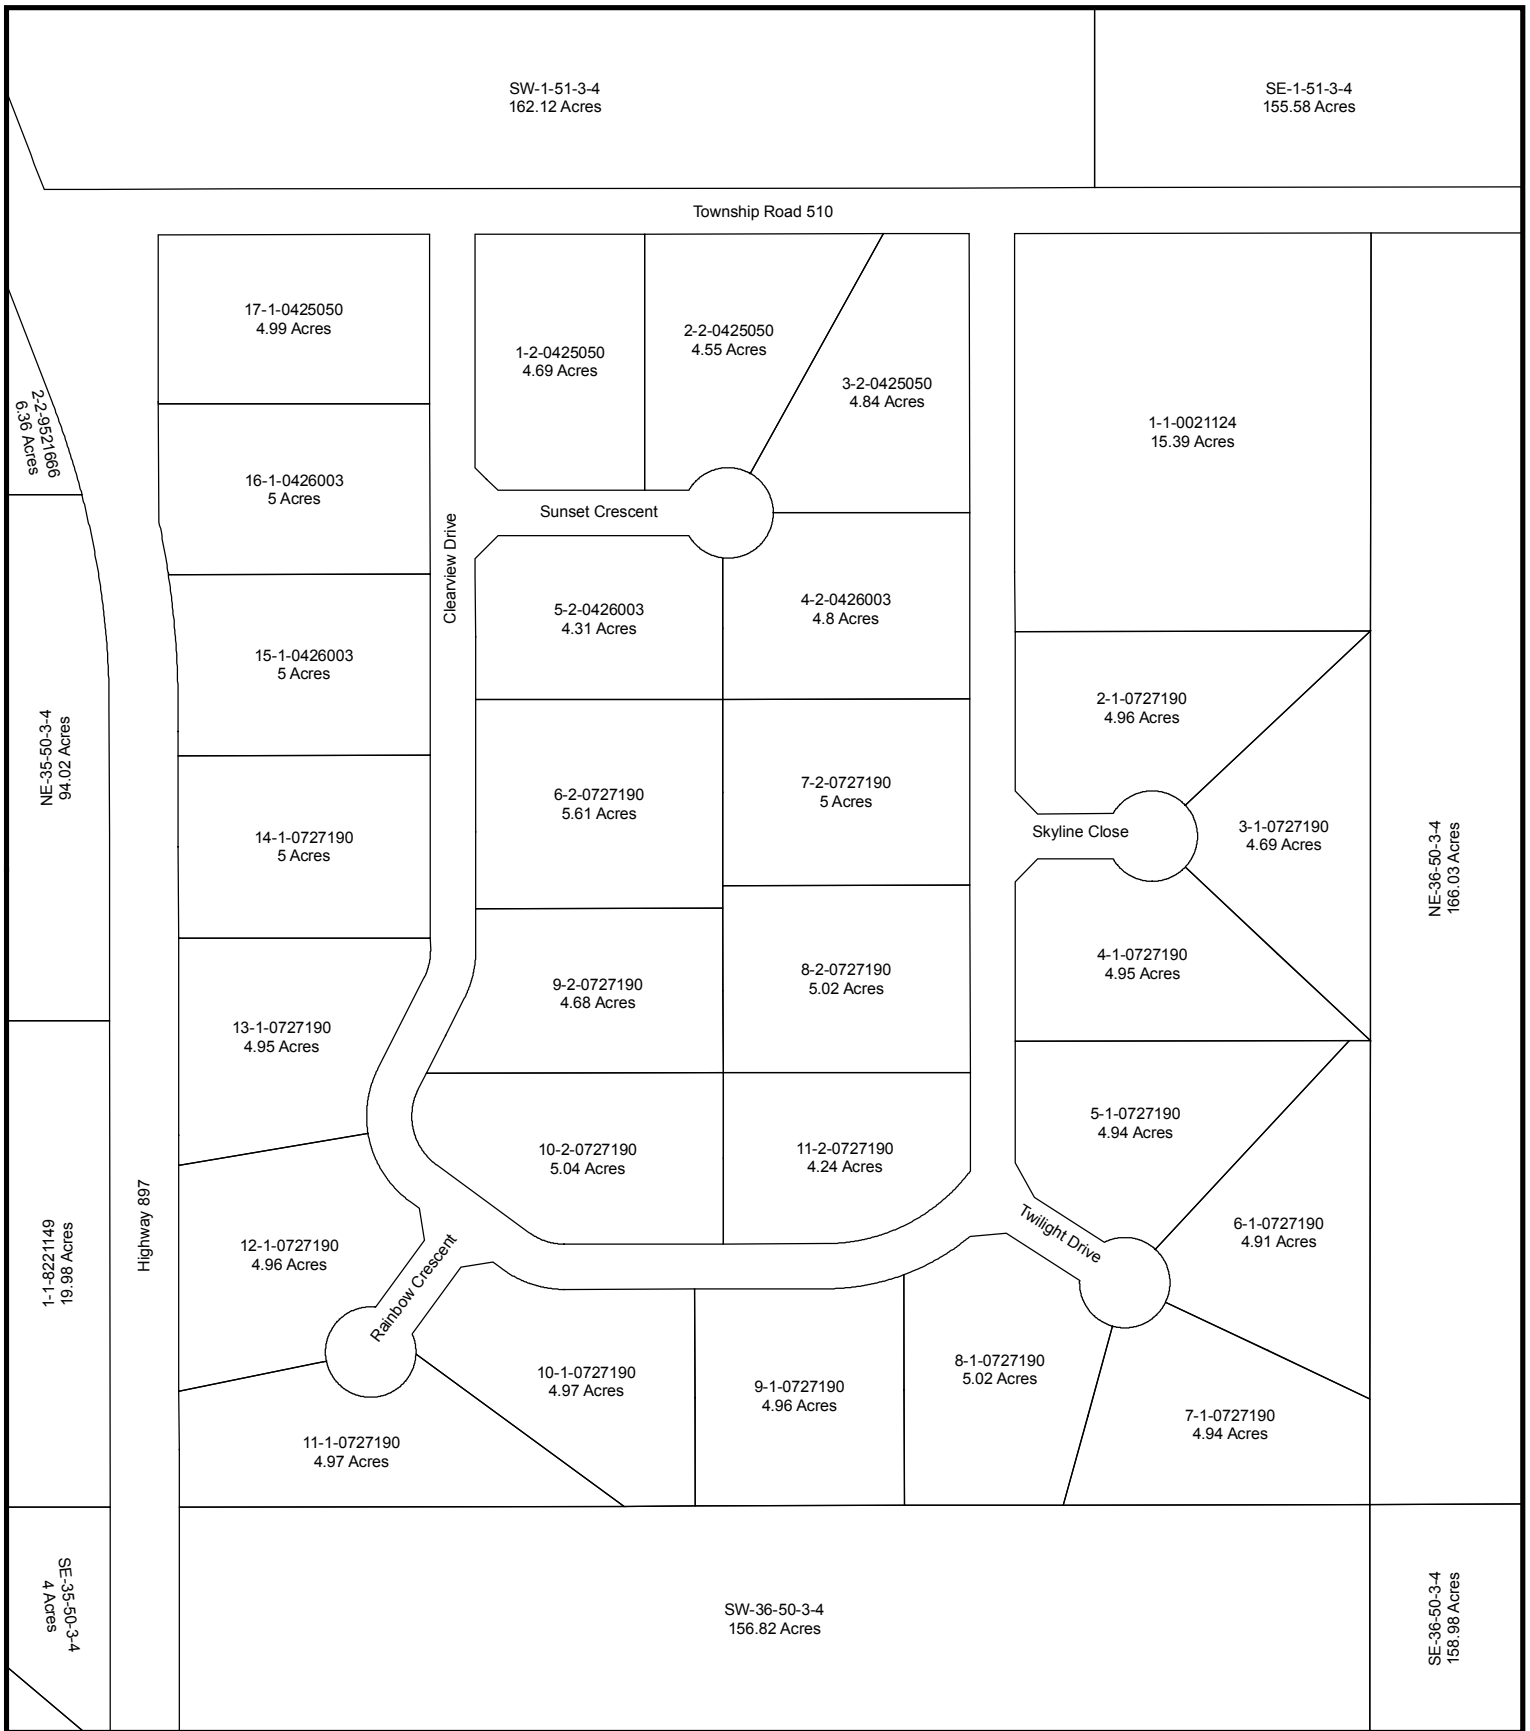 SW-1-51-3-4
162.12 Acres
SE-1-51-3-4
155.58 Acres
Township Road 510
17-1-0425050
4.99 Acres
1-2-0425050
4.69 Acres
2-2-0425050
4.55 Acres
3-2-0425050
4.84 Acres
1-1-0021124
15.39 Acres
2-2-9521666
6.36 Acres
16-1-0426003
5 Acres
Sunset Crescent
Clearview Drive
5-2-0426003
4.31 Acres
4-2-0426003
4.8 Acres
15-1-0426003
5 Acres
2-1-0727190
4.96 Acres
NE-35-50-3-4
94.02 Acres
6-2-0727190
5.61 Acres
7-2-0727190
5 Acres
14-1-0727190
5 Acres
Skyline Close
3-1-0727190
4.69 Acres
NE-36-50-3-4
166.03 Acres
9-2-0727190
4.68 Acres
8-2-0727190
5.02 Acres
4-1-0727190
4.95 Acres
13-1-0727190
4.95 Acres
5-1-0727190
4.94 Acres
10-2-0727190
5.04 Acres
11-2-0727190
4.24 Acres
Highway 897
1-1-8221149
19.98 Acres
12-1-0727190
4.96 Acres
Rainbow Crescent
Twilight Drive
6-1-0727190
4.91 Acres
10-1-0727190
4.97 Acres
9-1-0727190
4.96 Acres
8-1-0727190
5.02 Acres
7-1-0727190
4.94 Acres
11-1-0727190
4.97 Acres
SE-35-50-3-4
4 Acres
SW-36-50-3-4
156.82 Acres
SE-36-50-3-4
158.98 Acres